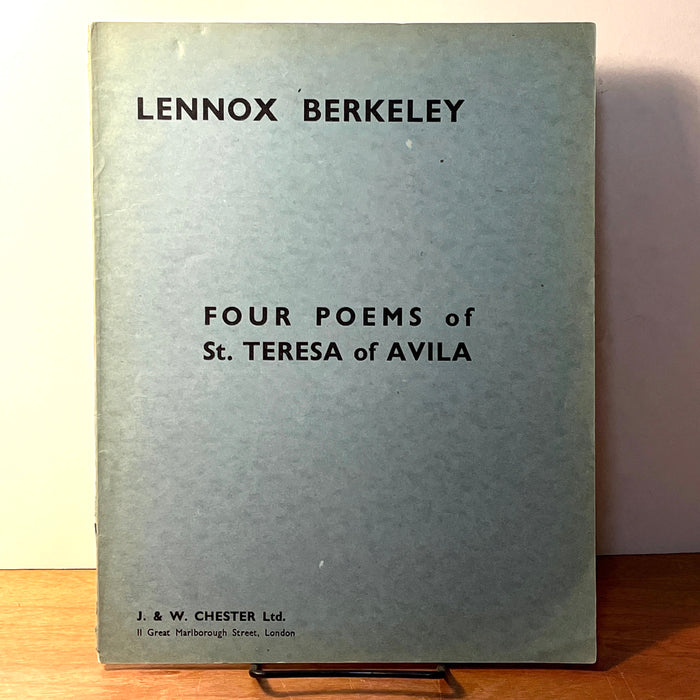 LENNOX BERKELEY
FOUR POEMS of
St. TERESA of AVILA
J. & W. CHESTER Ltd.
11 Great Marlborough Street, London